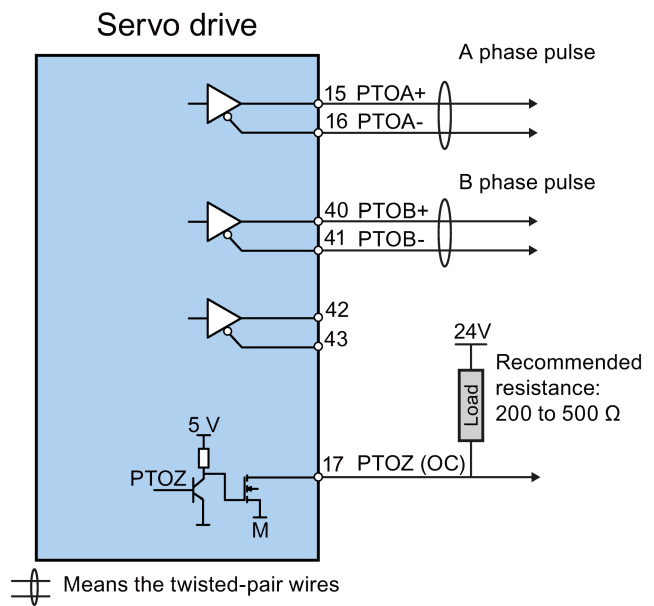 Servo drive
A phase pulse
15 PTOA+
16 PTOA-
B phase pulse
40 PTOB+
41 PTOB-
42
43
24V
Load
Recommended
resistance:
200 to 500 Ω
5 V
PTOZ
17 PTOZ (OC)
M
Means the twisted-pair wires